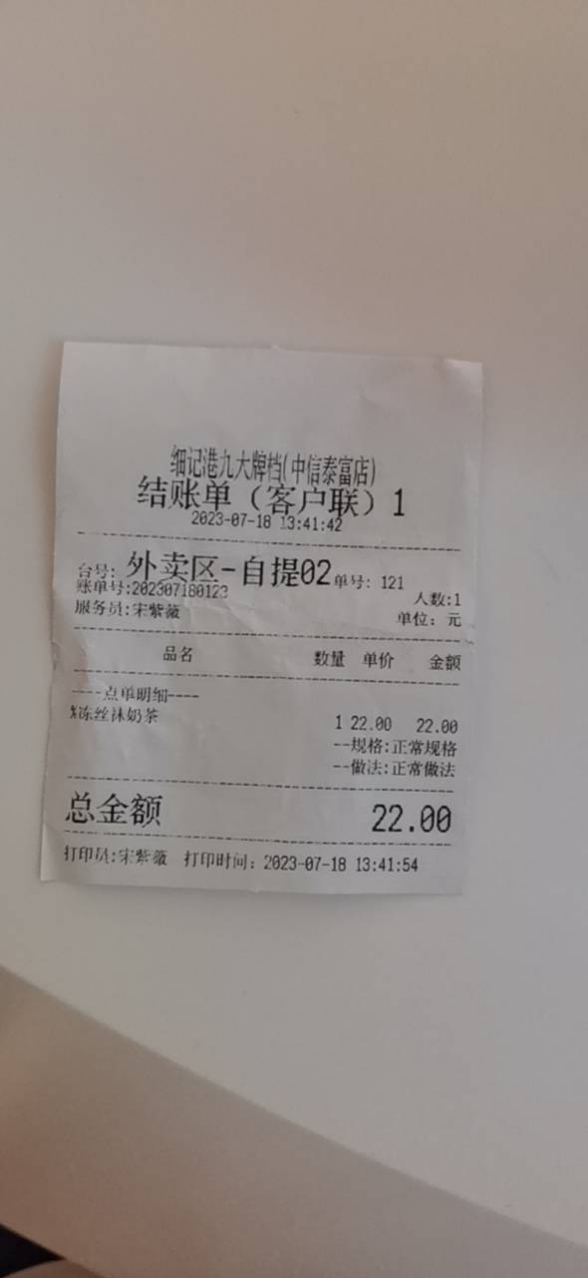 细记港九大牌档(中信泰富店)
结账单（客户联）1
2023-07-18 13:41:42
台号: 外卖区-自提02 单号: 121
账单号:202307180123 人数:1
服务员:宋紫薇 单位: 元
品名 数量 单价 金额
----点单明细----
%冻丝袜奶茶 1 22.00 22.00
--规格:正常规格
--做法:正常做法
总金额 22.00
打印员:宋紫薇 打印时间: 2023-07-18 13:41:54